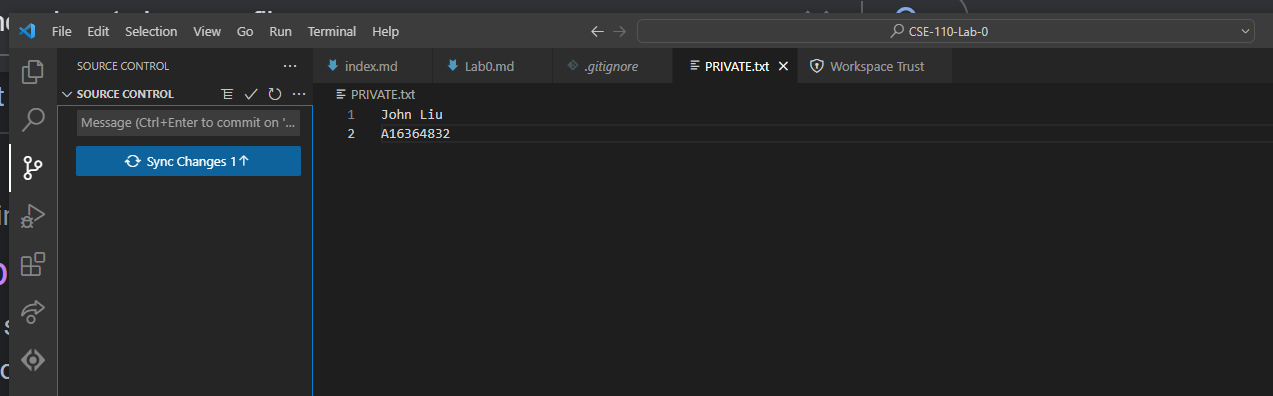 File Edit Selection View Go Run Terminal Help
CSE-110-Lab-0
SOURCE CONTROL ...
index.md Lab0.md .gitignore PRIVATE.txt Workspace Trust
SOURCE CONTROL ...
PRIVATE.txt
Message (Ctrl+Enter to commit on '...
1 John Liu
2 A16364832
Sync Changes 1↑